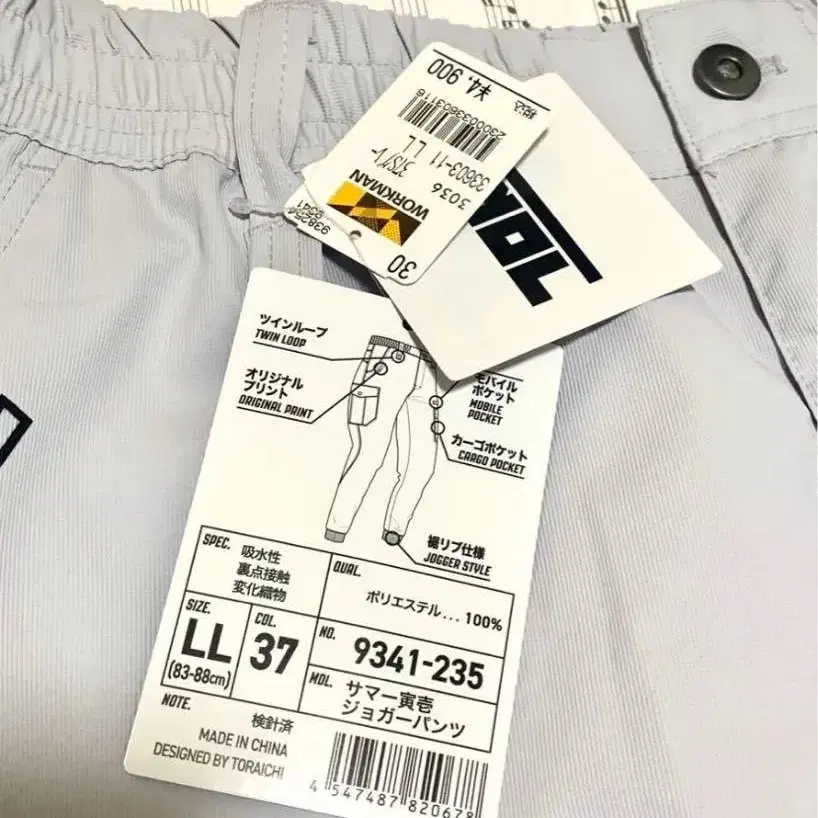 ¥4,900
税込
2300033603116
33603-11 LL
3036
WORKMAN
30
9341
ツインループ
TWIN LOOP
オリジナル
プリント
ORIGINAL PRINT
モバイル
ポケット
MOBILE
POCKET
カーゴポケット
CARGO POCKET
裾リブ仕様
JOGGER STYLE
SPEC.
吸水性
裏点接触
変化織物
QUAL.
ポリエステル... 100%
SIZE.
LL
(83-88cm)
COL.
37
NO.
9341-235
MDL.
サマー寅壱
ジョガーパンツ
NOTE.
検針済
MADE IN CHINA
DESIGNED BY TORAICHI
4 547487 820678